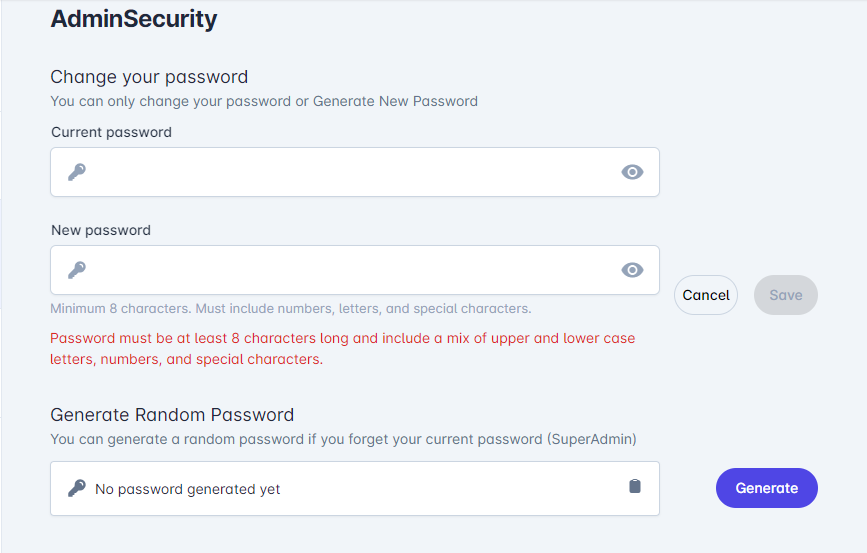 AdminSecurity
Change your password
You can only change your password or Generate New Password
Current password
New password
Minimum 8 characters. Must include numbers, letters, and special characters.
Cancel
Save
Password must be at least 8 characters long and include a mix of upper and lower case
letters, numbers, and special characters.
Generate Random Password
You can generate a random password if you forget your current password (SuperAdmin)
No password generated yet
Generate